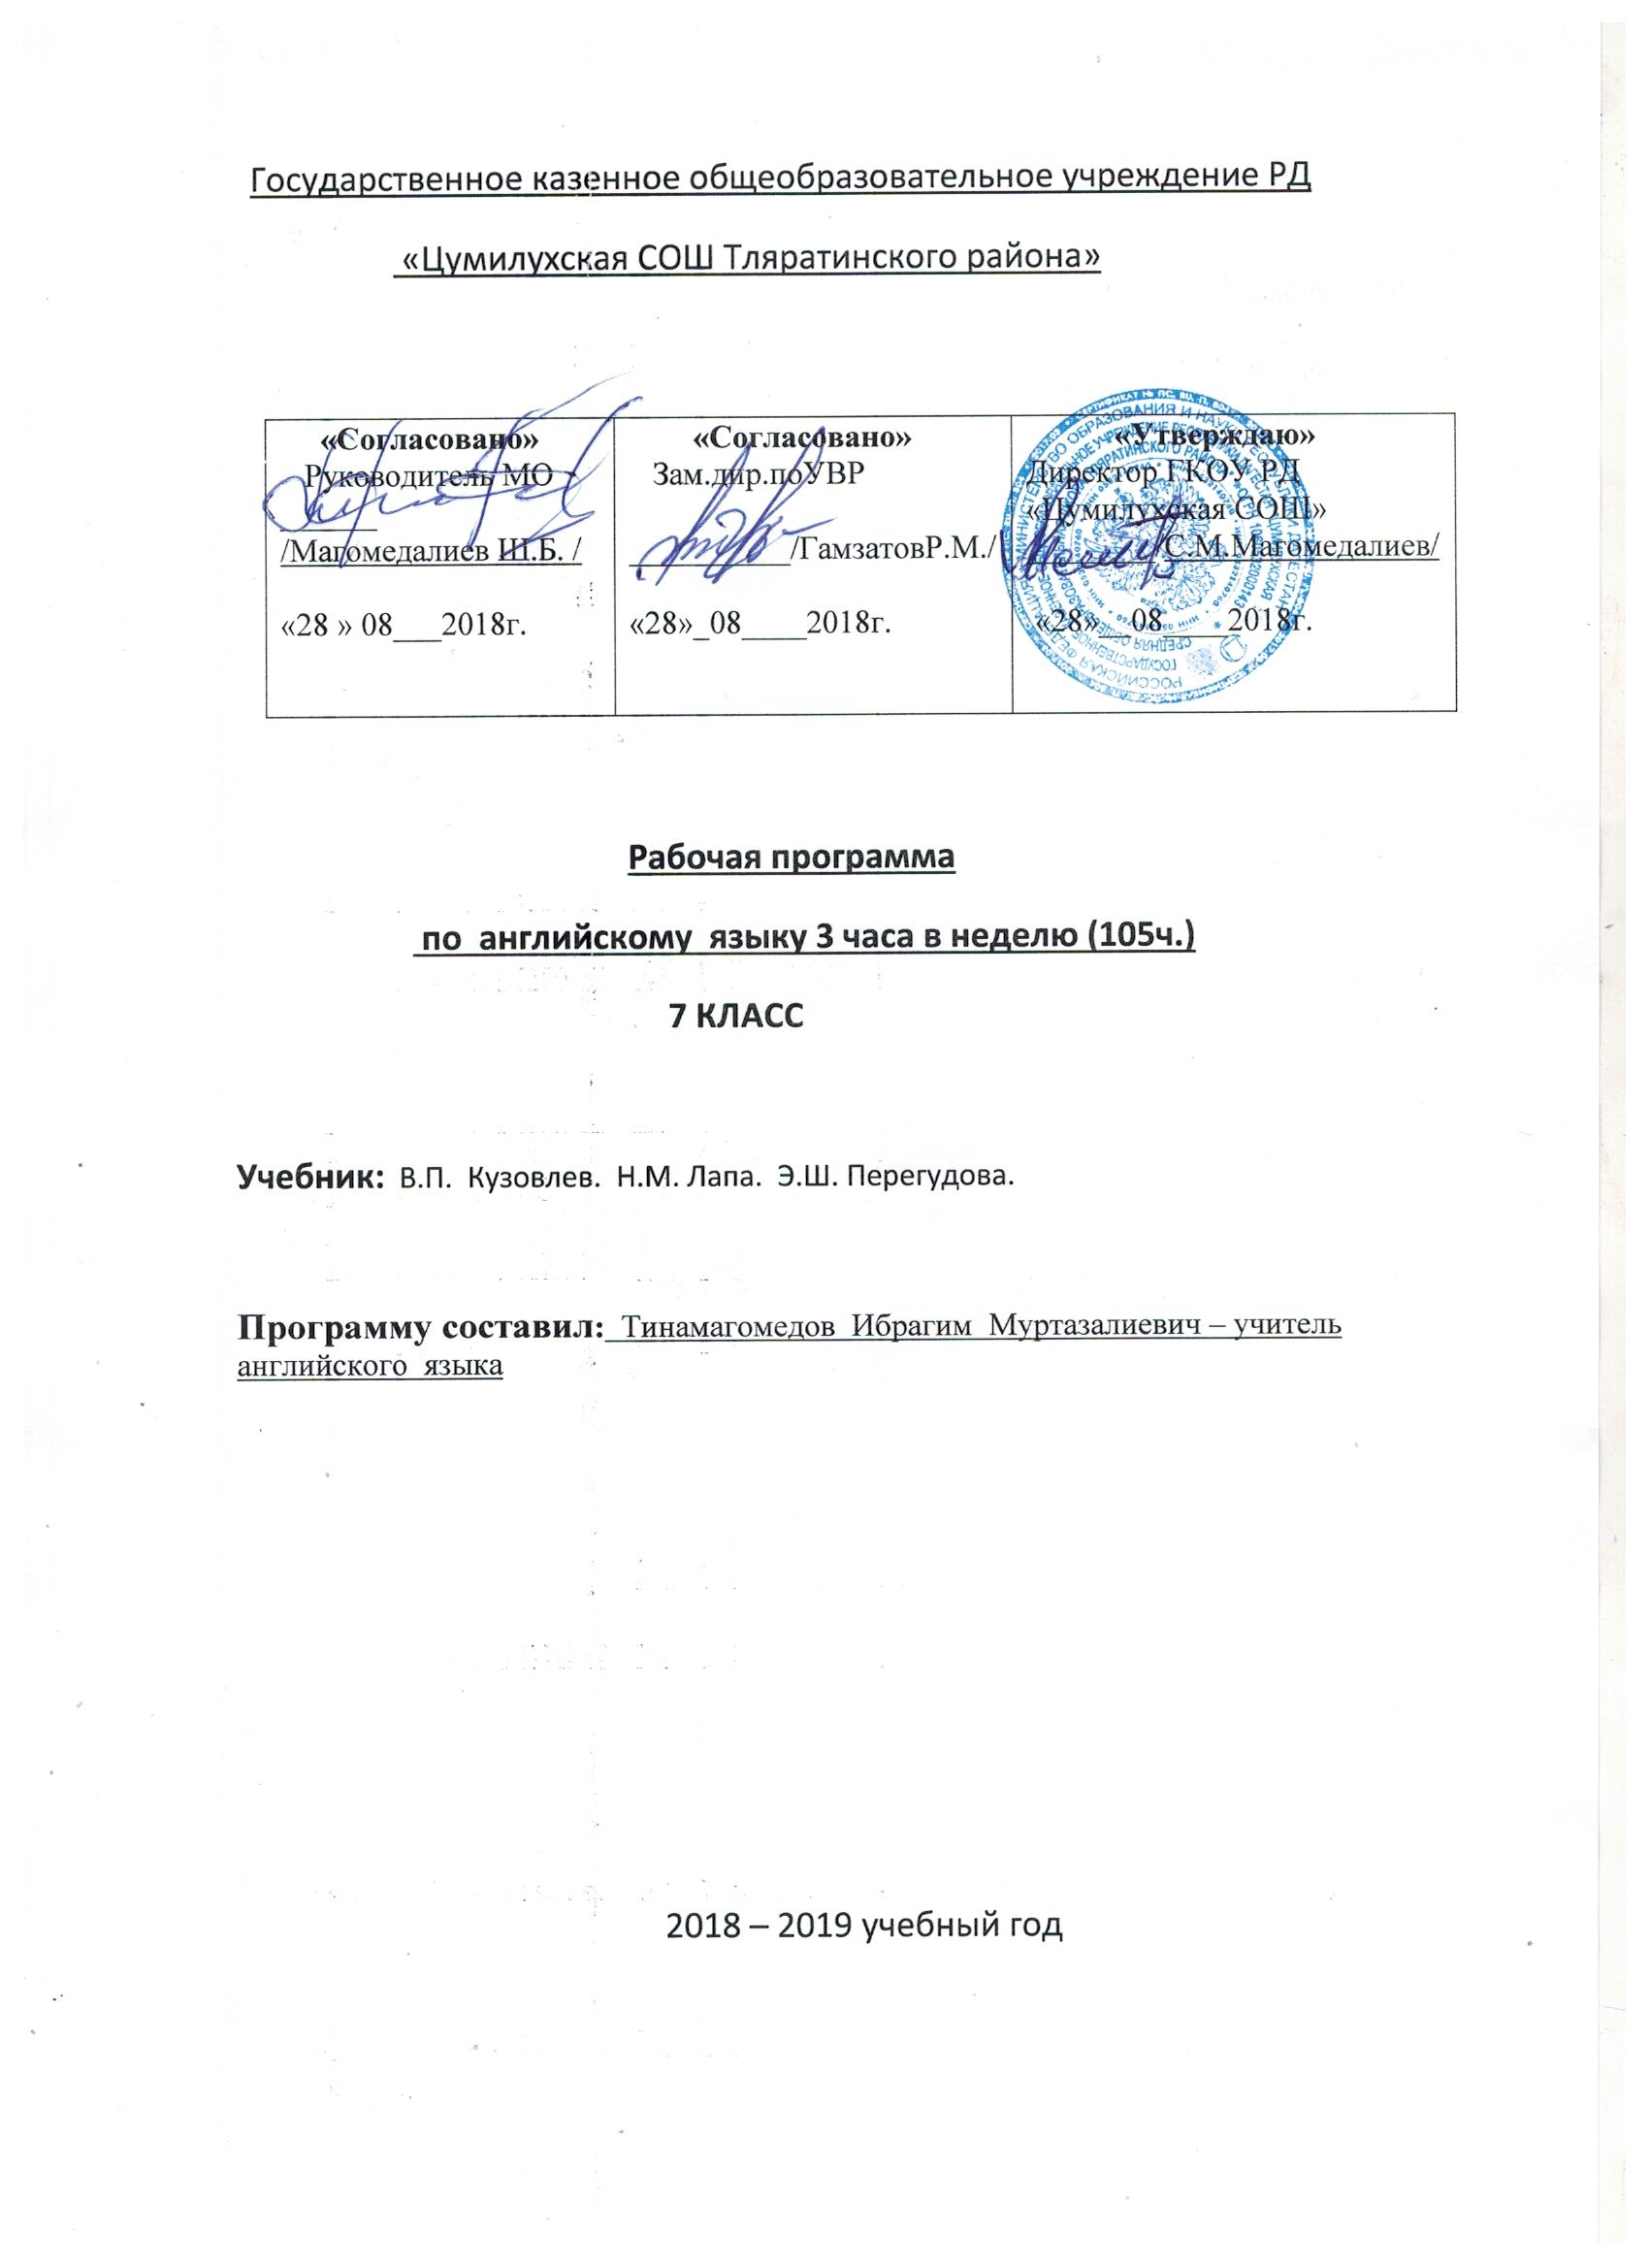 Государственное казенное общеобразовательное учреждение РД
«Цумилухская СОШ Тляратинского района»
«Согласовано»
Руководитель МО
______
/Магомедалиев Ш.Б. /
«28 » 08___2018г.
«Согласовано»
Зам.дир.поУВР
__________/ГамзатовР.М./
«28»_08____2018г.
«Утверждаю»
Директор ГКОУ РД
«Цумилухская СОШ»
С.М.Магомедалиев/
«28»__08____2018г.
Рабочая программа
по английскому языку 3 часа в неделю (105ч.)
7 КЛАСС
Учебник: В.П. Кузовлев. Н.М. Лапа. Э.Ш. Перегудова.
Программу составил: Тинамагомедов Ибрагим Муртазалиевич – учитель
английского языка
2018 – 2019 учебный год